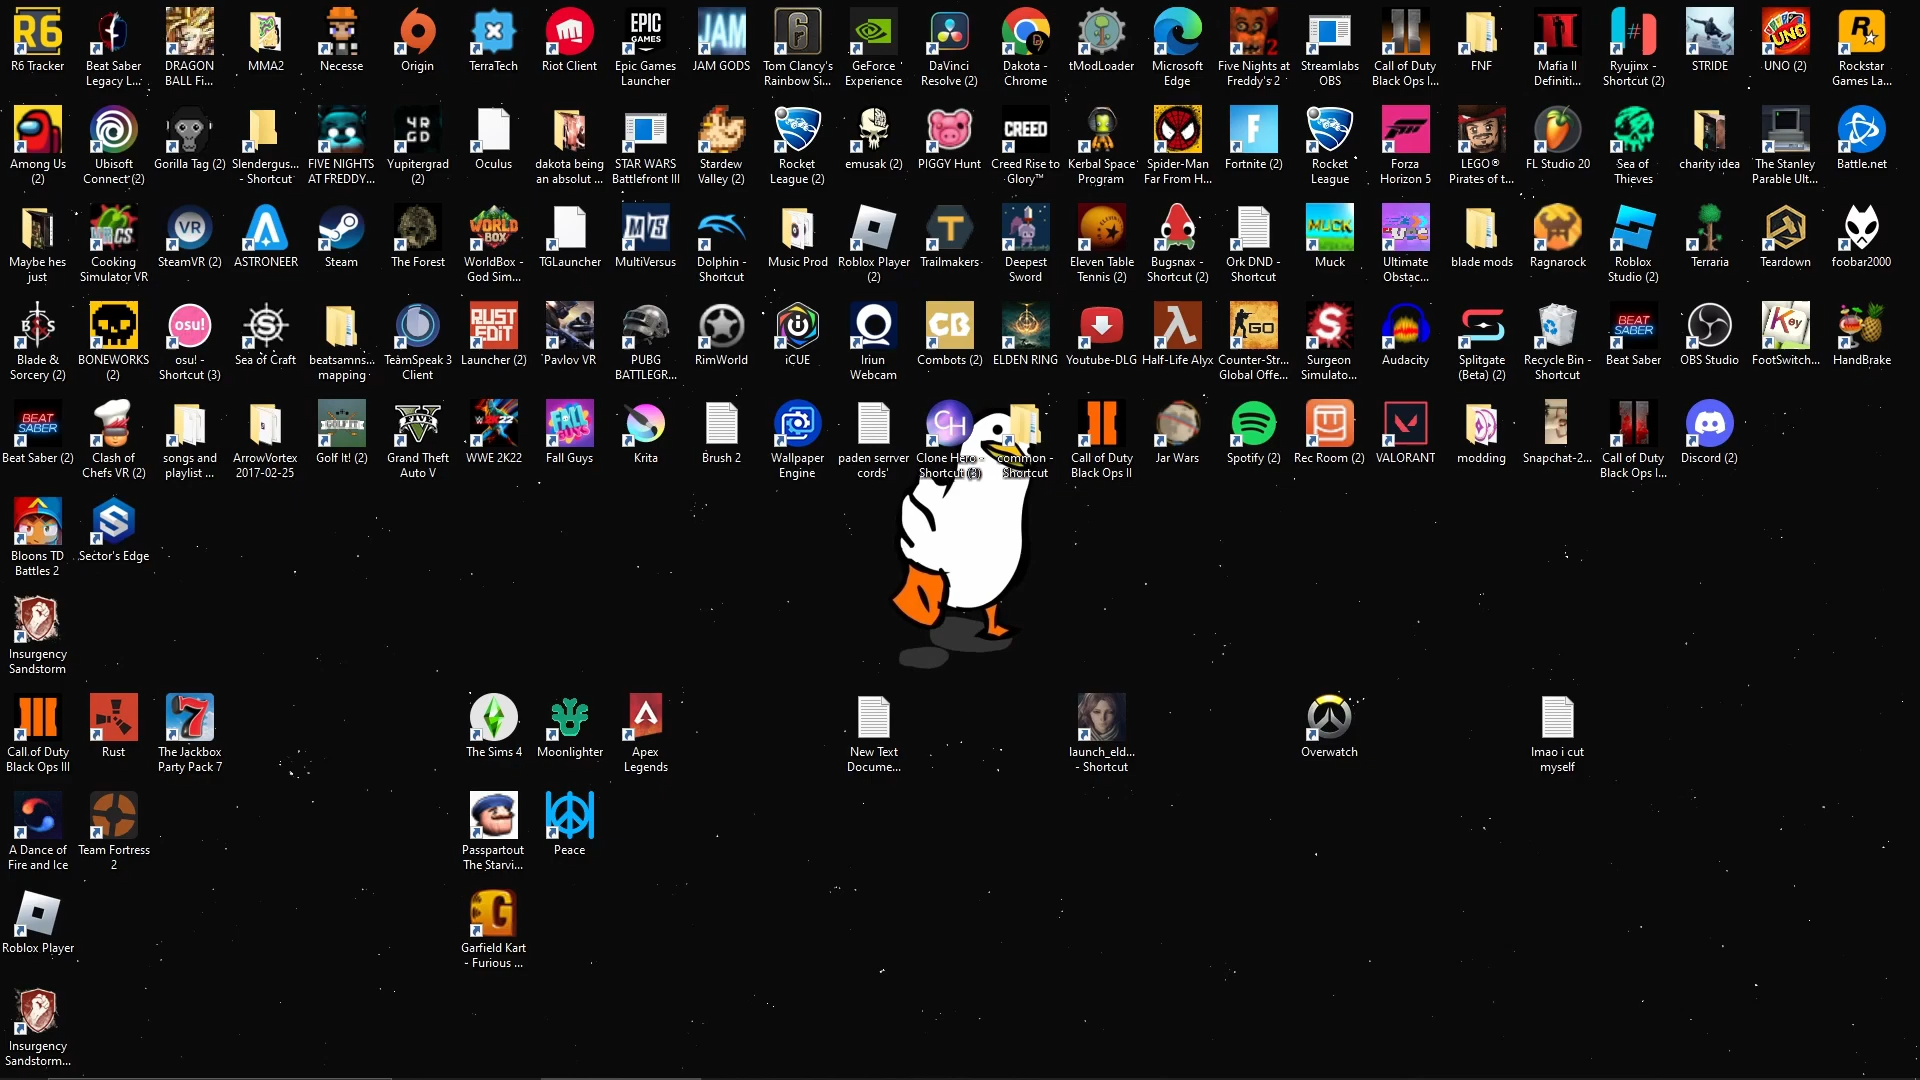 R6 Tracker
Beat Saber
Legacy L...
DRAGON
BALL Fi...
MMA2
Necesse
Origin
TerraTech
Riot Client
Epic Games
Launcher
JAM GODS
Tom Clancy's
Rainbow Si...
GeForce
Experience
DaVinci
Resolve (2)
Dakota -
Chrome
tModLoader
Microsoft
Edge
Five Nights at
Freddy's 2
Streamlabs
OBS
Call of Duty
Black Ops I...
FNF
Mafia II
Definiti...
Ryujinx -
Shortcut (2)
STRIDE
UNO (2)
Rockstar
Games La...
Among Us
(2)
Ubisoft
Connect (2)
Gorilla Tag (2)
Slendergus...
- Shortcut
FIVE NIGHTS
AT FREDDY...
Yupitergrad
(2)
Oculus
dakota being
an absolut ...
STAR WARS
Battlefront III
Stardew
Valley (2)
Rocket
League (2)
emusak (2)
PIGGY Hunt
Creed Rise to
Glory™
Kerbal Space
Program
Spider-Man
Far From H...
Fortnite (2)
Rocket
League
Forza
Horizon 5
LEGO®
Pirates of t...
FL Studio 20
Sea of
Thieves
charity idea
The Stanley
Parable Ult...
Battle.net
Maybe hes
just
Cooking
Simulator VR
SteamVR (2)
ASTRONEER
Steam
The Forest
WorldBox -
God Sim...
TGLauncher
MultiVersus
Dolphin -
Shortcut
Music Prod
Roblox Player
(2)
Trailmakers
Deepest
Sword
Eleven Table
Tennis (2)
Bugsnax -
Shortcut (2)
Ork DND -
Shortcut
Muck
Ultimate
Obstac...
blade mods
Ragnarock
Roblox
Studio (2)
Terraria
Teardown
foobar2000
Blade &
Sorcery (2)
BONEWORKS
(2)
osu! -
Shortcut (3)
Sea of Craft
beatsamns...
mapping
TeamSpeak 3
Client
Launcher (2)
Pavlov VR
PUBG
BATTLEGR...
RimWorld
iCUE
Iriun
Webcam
Combots (2)
ELDEN RING
Youtube-DLG
Half-Life Alyx
Counter-Str...
Global Offe...
Surgeon
Simulato...
Audacity
Splitgate
(Beta) (2)
Recycle Bin -
Shortcut
Beat Saber
OBS Studio
FootSwitch...
HandBrake
Beat Saber (2)
Clash of
Chefs VR (2)
songs and
playlist ...
ArrowVortex
2017-02-25
Golf It! (2)
Grand Theft
Auto V
WWE 2K22
Fall Guys
Krita
Brush 2
Wallpaper
Engine
paden serrver
cords'
Clone Hero -
Shortcut (3)
common -
Shortcut
Call of Duty
Black Ops II
Jar Wars
Spotify (2)
Rec Room (2)
VALORANT
modding
Snapchat-2...
Call of Duty
Black Ops I...
Discord (2)
Bloons TD
Battles 2
Sector's Edge
Insurgency
Sandstorm
Call of Duty
Black Ops III
Rust
The Jackbox
Party Pack 7
The Sims 4
Moonlighter
Apex
Legends
New Text
Docume...
launch_eld...
- Shortcut
Overwatch
lmao i cut
myself
A Dance of
Fire and Ice
Team Fortress
2
Passpartout
The Starvi...
Peace
Roblox Player
Garfield Kart
- Furious ...
Insurgency
Sandstorm...